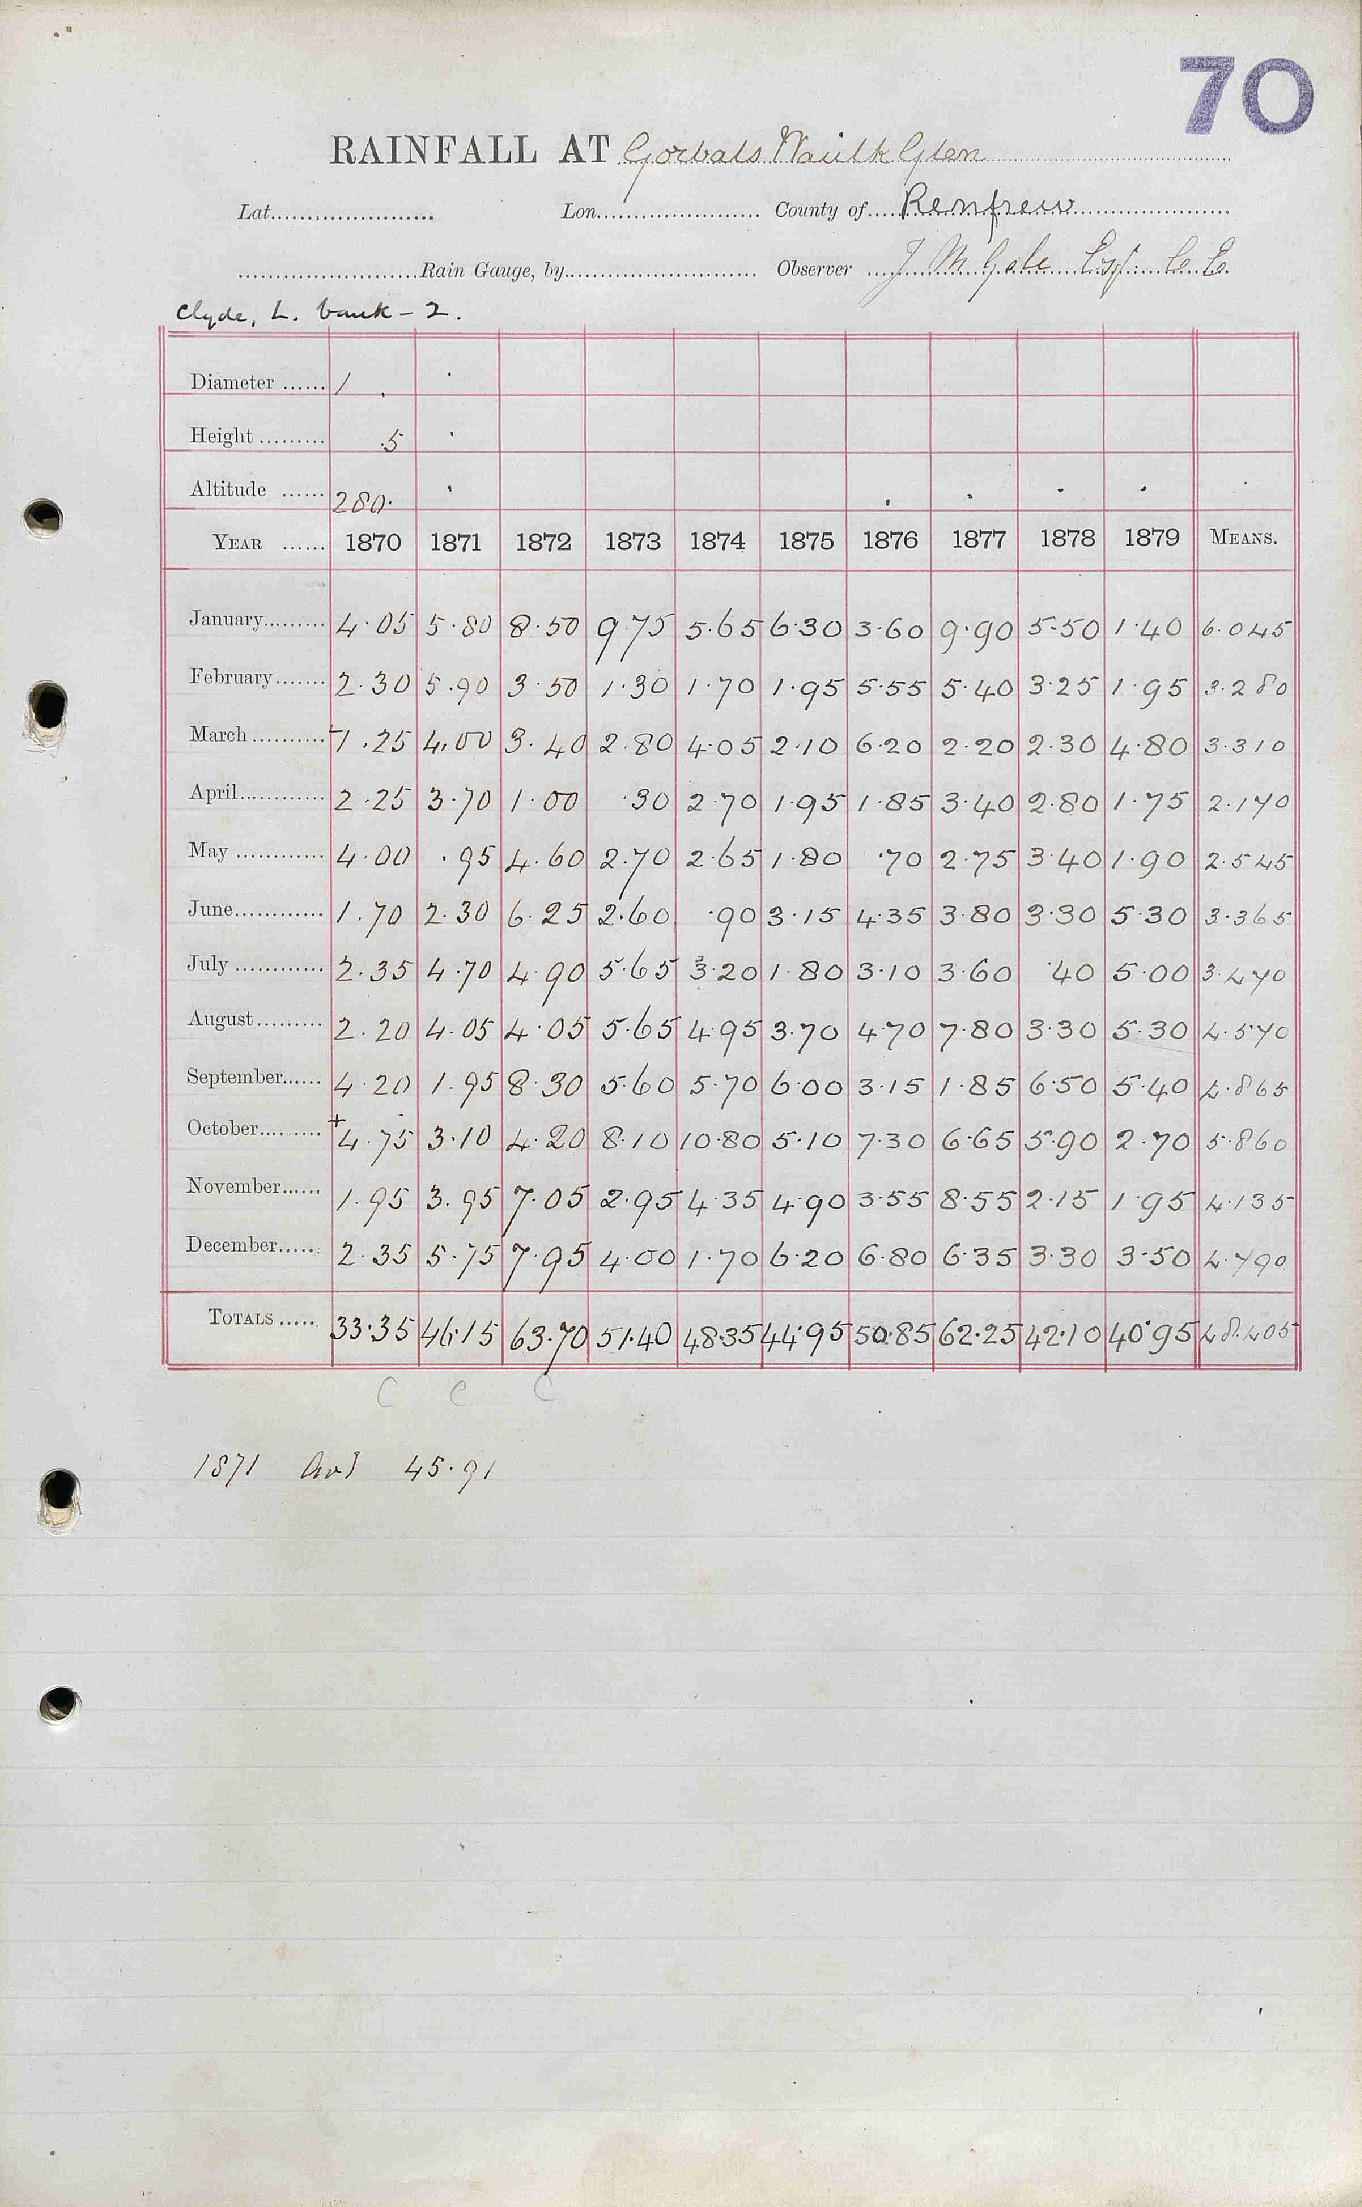 70
RAINFALL AT Gorbals Waulk Glen
Lat. Lon. County of Renfrew
Rain Gauge, by Observer J M Gale Esq. C. E.
Clyde, L. bank - 2.
Diameter 1
Height .5
Altitude 280.
YEAR 1870 1871 1872 1873 1874 1875 1876 1877 1878 1879 MEANS.
January 4.05 5.80 8.50 9.75 5.65 6.30 3.60 9.90 5.50 1.40 6.045
February 2.30 5.90 3.50 1.30 1.70 1.95 5.55 5.40 3.25 1.95 3.280
March + 1.25 4.00 3.40 2.80 4.05 2.10 6.20 2.20 2.30 4.80 3.310
April 2.25 3.70 1.00 .30 2.70 1.95 1.85 3.40 2.80 1.75 2.170
May 4.00 .95 4.60 2.70 2.65 1.80 .70 2.75 3.40 1.90 2.545
June 1.70 2.30 6.25 2.60 .90 3.15 4.35 3.80 3.30 5.30 3.365
July 2.35 4.70 4.90 5.65 3.20 1.80 3.10 3.60 .40 5.00 3.470
August 2.20 4.05 4.05 5.65 4.95 3.70 4.70 7.80 3.30 5.30 4.570
September 4.20 1.95 8.30 5.60 5.70 6.00 3.15 1.85 6.50 5.40 4.865
October + 4.75 3.10 4.20 8.10 10.80 5.10 7.30 6.65 5.90 2.70 5.860
November 1.95 3.95 7.05 2.95 4.35 4.90 3.55 8.55 2.15 1.95 4.135
December 2.35 5.75 7.95 4.00 1.70 6.20 6.80 6.35 3.30 3.50 4.790
TOTALS 33.35 46.15 63.70 51.40 48.35 44.95 50.85 62.25 42.10 40.95 48.405
C C C
1871 45.91